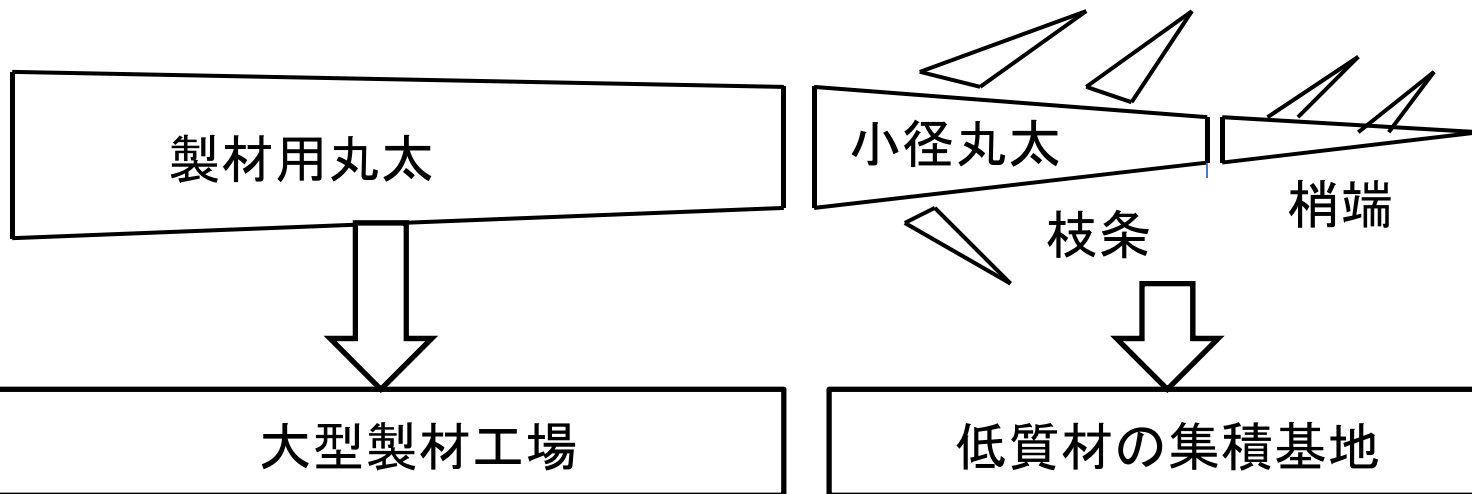 製材用丸太
小径丸太
枝条
梢端
大型製材工場
低質材の集積基地